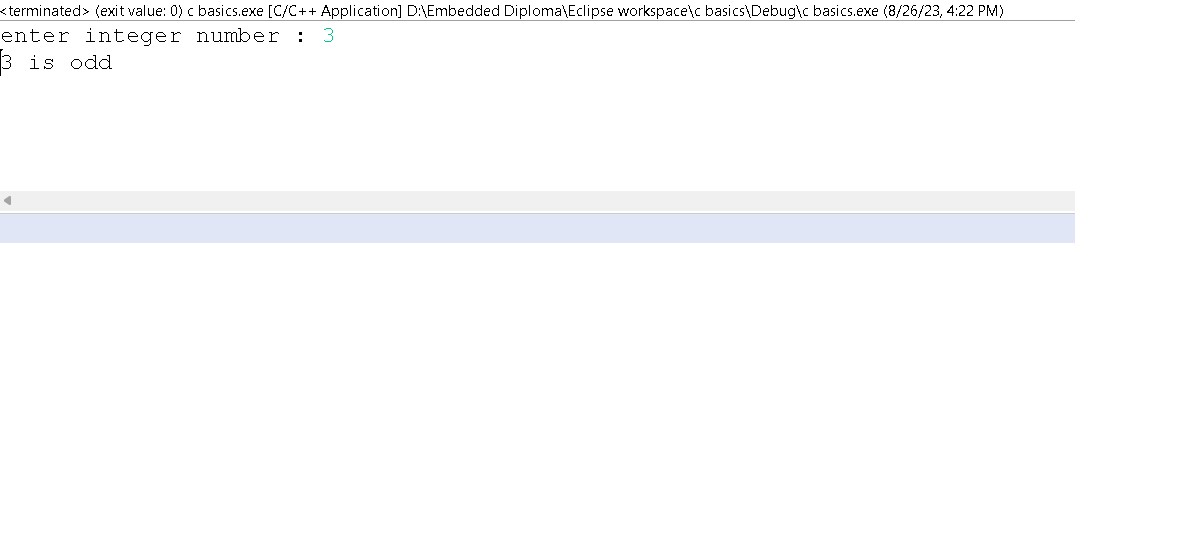 <terminated> (exit value: 0) c basics.exe [C/C++ Application] D:\Embedded Diploma\Eclipse workspace\c basics\Debug\c basics.exe (8/26/23, 4:22 PM)
enter integer number : 3
3 is odd